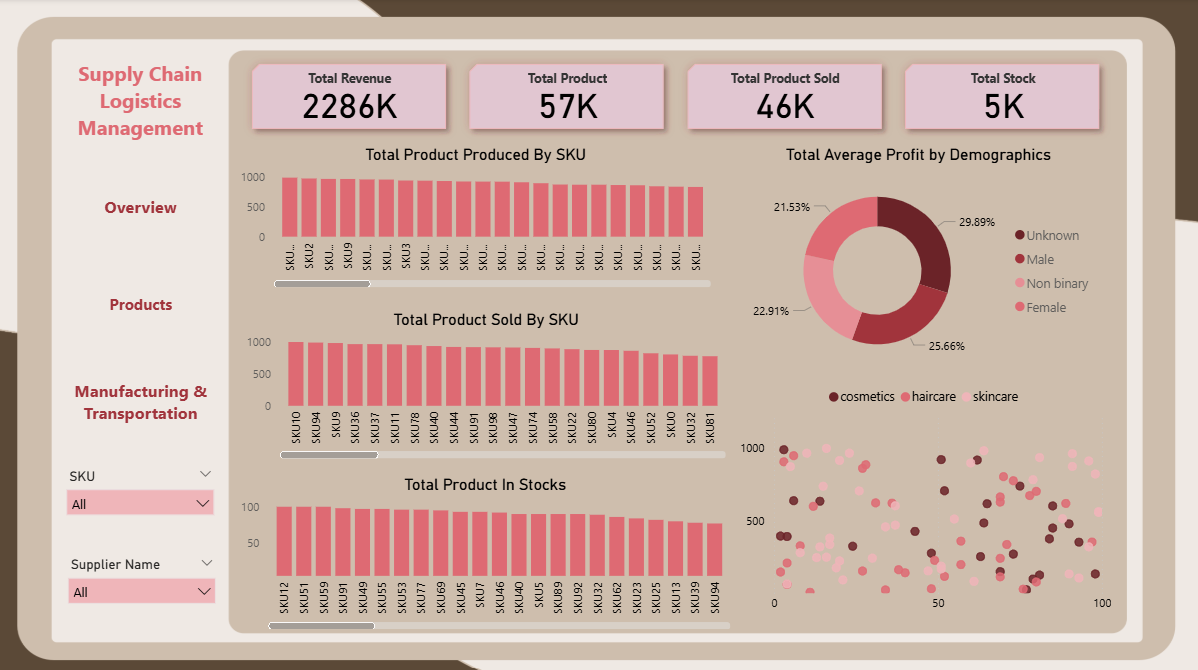 Supply Chain
Logistics
Management
Overview
Products
Manufacturing &
Transportation
SKU
All
Supplier Name
All
Total Revenue
2286K
Total Product
57K
Total Product Sold
46K
Total Stock
5K
Total Product Produced By SKU
1000
500
0
SKU... SKU2 SKU... SKU9 SKU... SKU... SKU3 SKU... SKU... SKU... SKU... SKU... SKU... SKU... SKU... SKU... SKU... SKU... SKU... SKU... SKU... SKU...
Total Product Sold By SKU
1000
500
0
SKU10 SKU94 SKU9 SKU36 SKU37 SKU11 SKU78 SKU40 SKU44 SKU91 SKU98 SKU47 SKU74 SKU58 SKU22 SKU80 SKU4 SKU46 SKU52 SKU0 SKU32 SKU81
Total Product In Stocks
100
50
SKU12 SKU51 SKU59 SKU91 SKU49 SKU55 SKU53 SKU77 SKU69 SKU45 SKU7 SKU46 SKU40 SKU5 SKU89 SKU92 SKU32 SKU62 SKU23 SKU25 SKU13 SKU39 SKU94
Total Average Profit by Demographics
21.53%
29.89%
22.91%
25.66%
Unknown
Male
Non binary
Female
cosmetics haircare skincare
1000
500
0 50 100